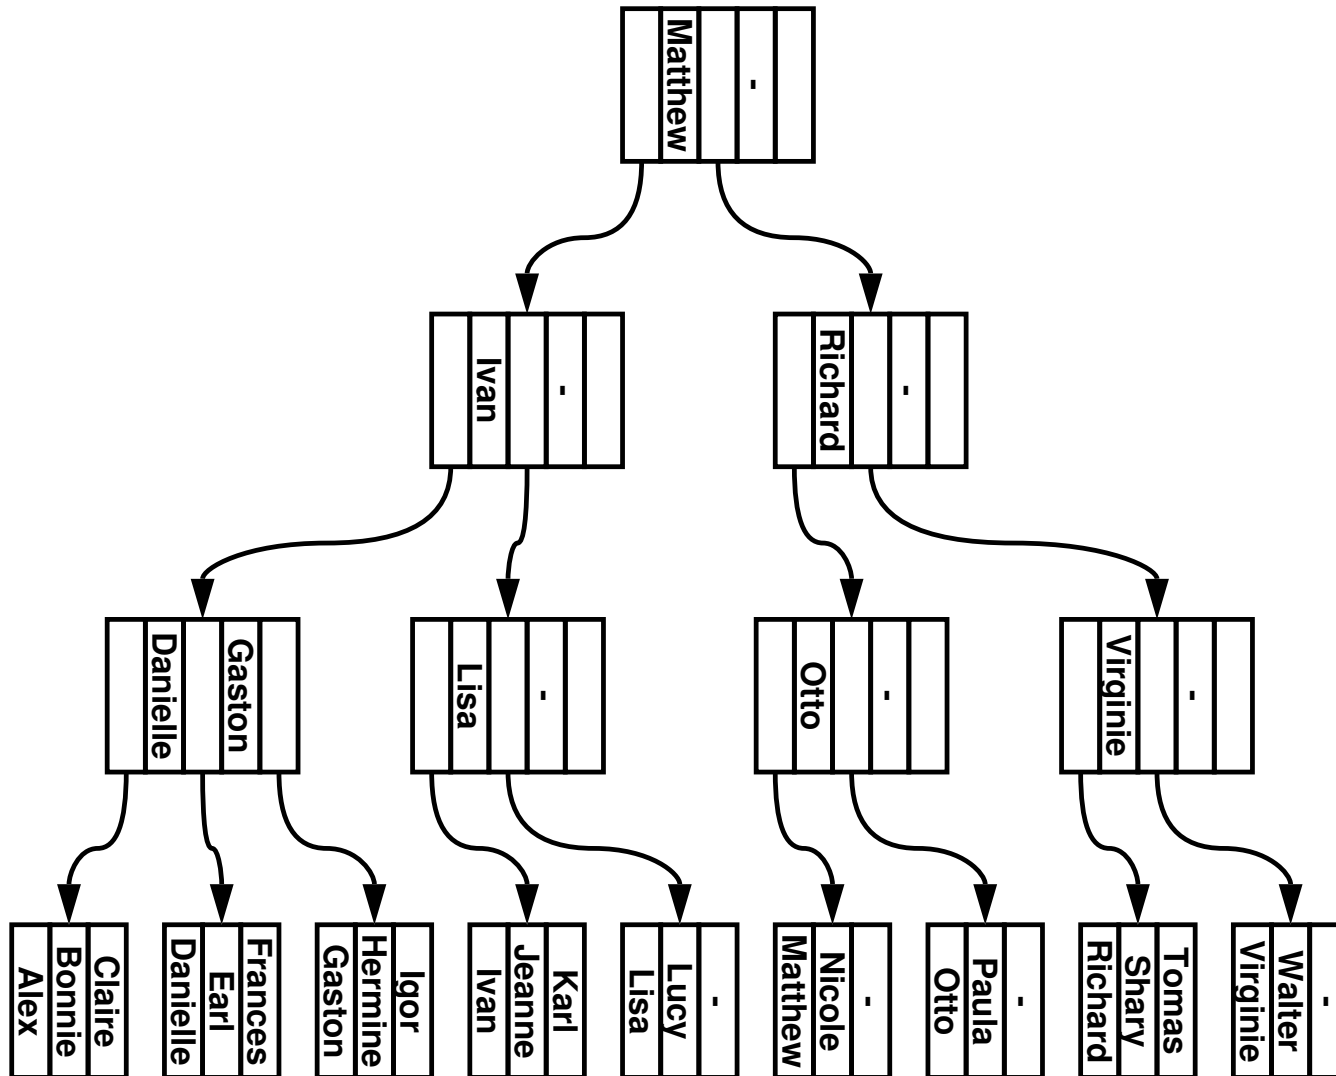 Matthew
-
Ivan
-
Richard
-
Danielle
Gaston
Lisa
-
Otto
-
Virginie
-
Alex
Bonnie
Claire
Danielle
Earl
Frances
Gaston
Hermine
Igor
Ivan
Jeanne
Karl
Lisa
Lucy
-
Matthew
Nicole
-
Otto
Paula
-
Richard
Shary
Tomas
Virginie
Walter
-